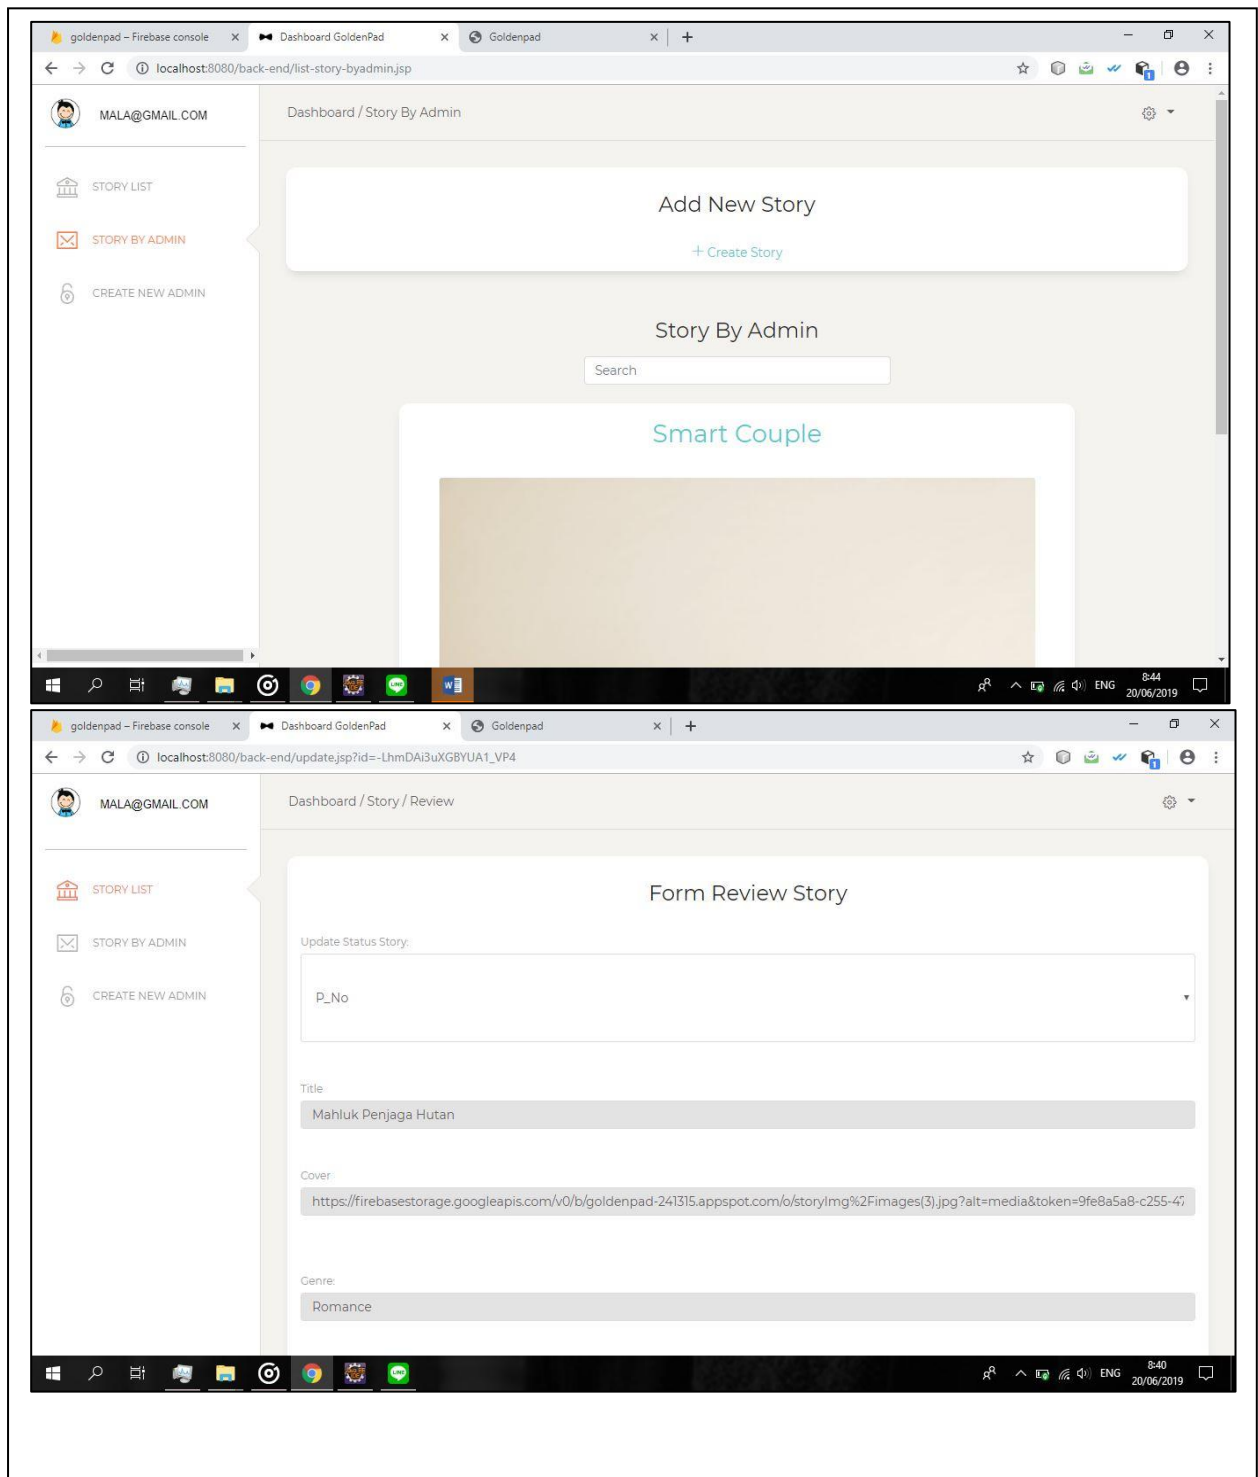 goldenpad – Firebase console
Dashboard GoldenPad
Goldenpad
localhost:8080/back-end/list-story-byadmin.jsp
MALA@GMAIL.COM
Dashboard / Story By Admin
STORY LIST
Add New Story
STORY BY ADMIN
+ Create Story
CREATE NEW ADMIN
Story By Admin
Search
Smart Couple
ENG
8:44
20/06/2019
goldenpad – Firebase console
Dashboard GoldenPad
Goldenpad
localhost:8080/back-end/update.jsp?id=-LhmDAi3uXGBYUA1_VP4
MALA@GMAIL.COM
Dashboard / Story / Review
STORY LIST
Form Review Story
STORY BY ADMIN
Update Status Story:
CREATE NEW ADMIN
P_No
Title
Mahluk Penjaga Hutan
Cover
https://firebasestorage.googleapis.com/v0/b/goldenpad-241315.appspot.com/o/storyImg%2Fimages(3).jpg?alt=media&token=9fe8a5a8-c255-47
Genre:
Romance
ENG
8:40
20/06/2019